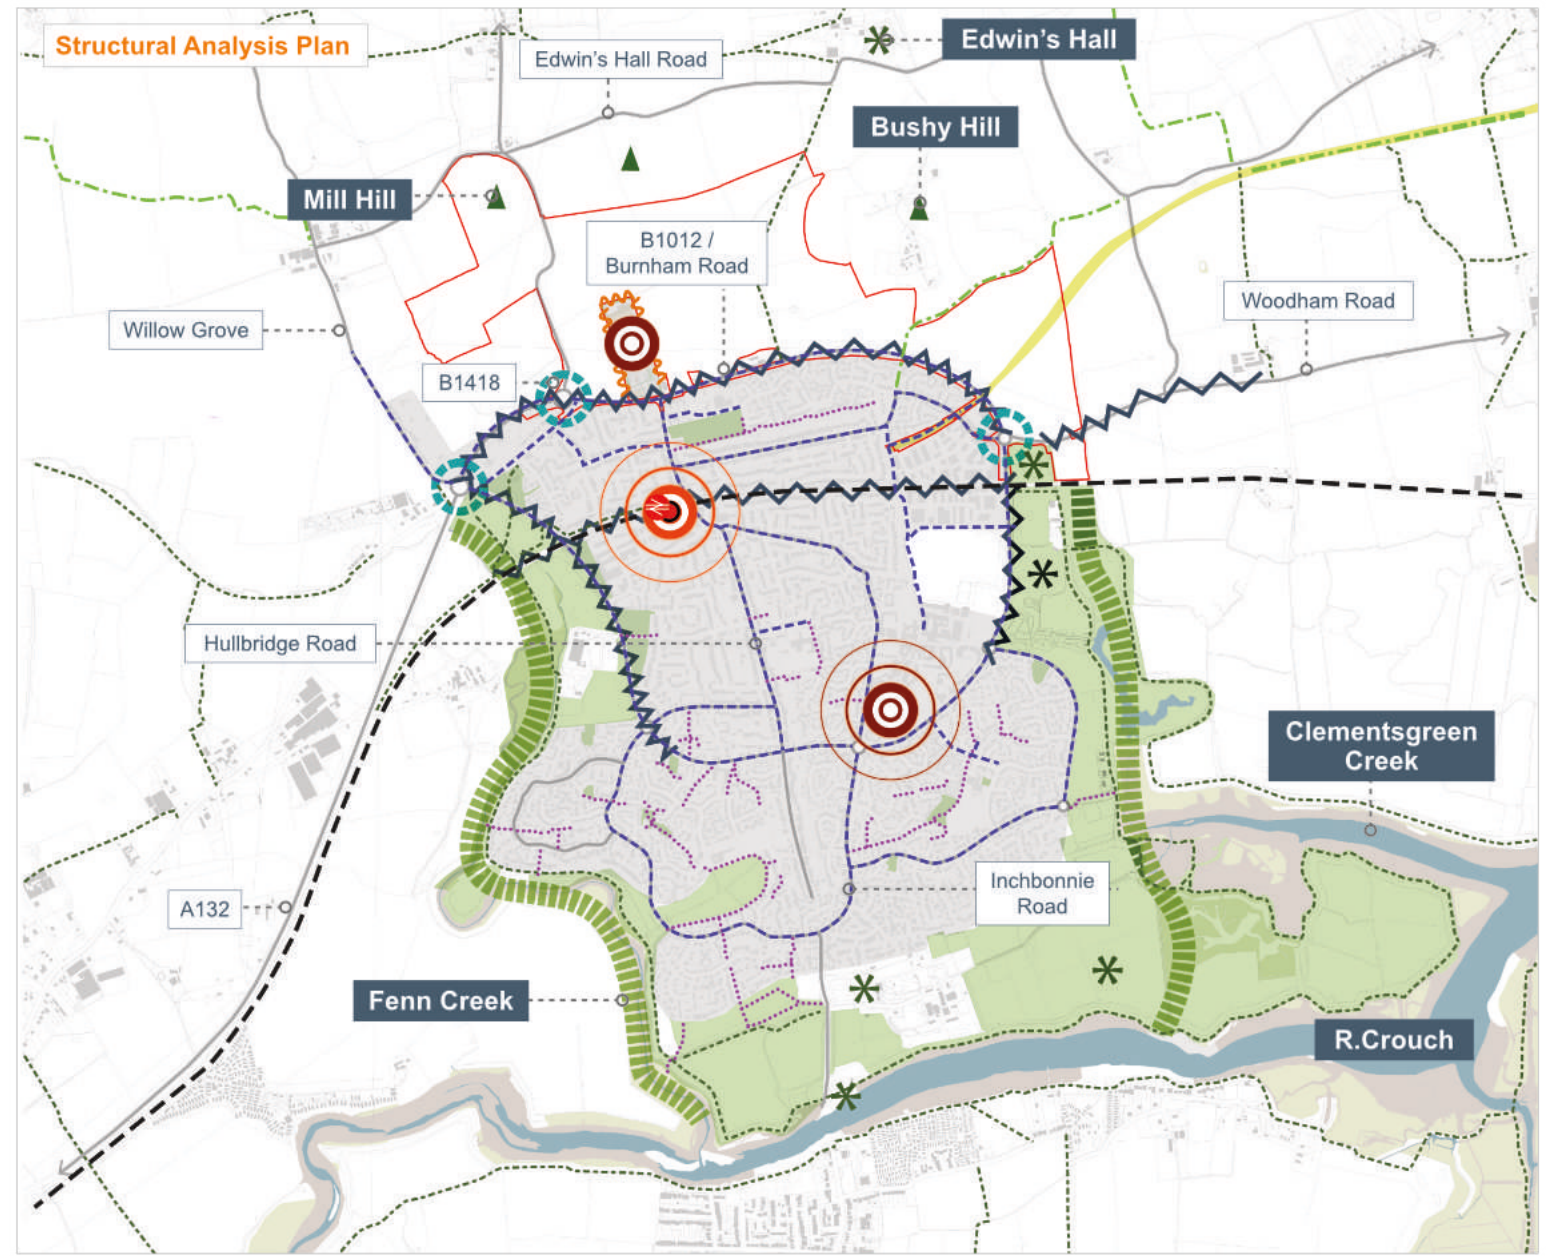 Structural Analysis Plan
Edwin's Hall Road
Edwin's Hall
Bushy Hill
Mill Hill
B1012 /
Burnham Road
Woodham Road
Willow Grove
B1418
Hullbridge Road
Clementsgreen
Creek
Inchbonnie
Road
A132
Fenn Creek
R.Crouch